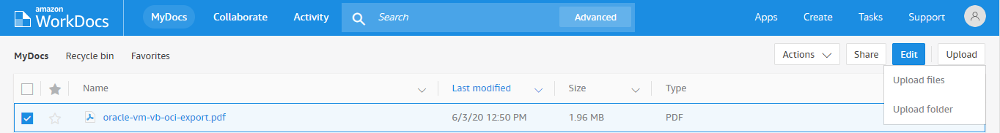 amazon
WorkDocs
MyDocs Collaborate Activity Search Advanced Apps Create Tasks Support
MyDocs Recycle bin Favorites Actions Share Edit Upload
Upload files
Upload folder
Name Last modified Size Type
oracle-vm-vb-oci-export.pdf 6/3/20 12:50 PM 1.96 MB PDF